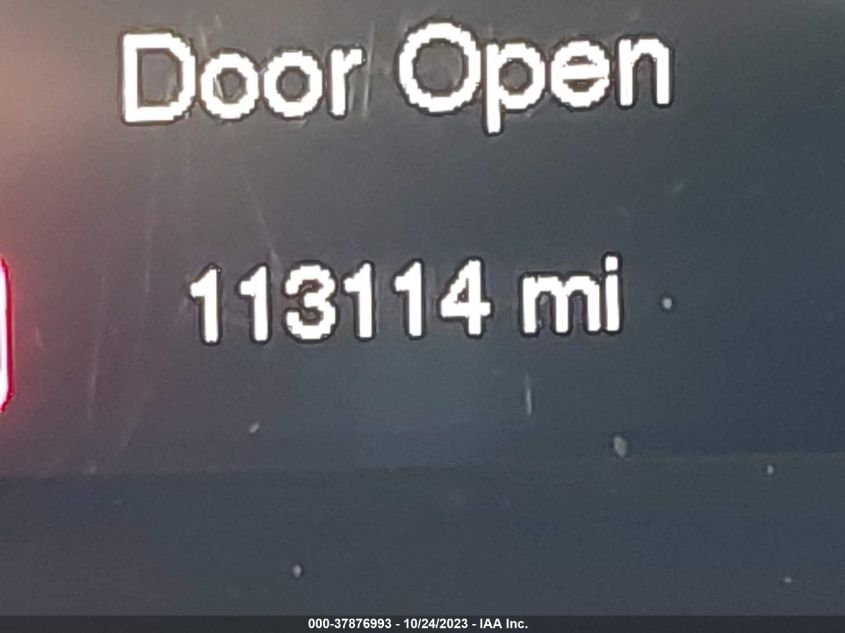 Door Open
113114 mi
000-37876993 - 10/24/2023 - IAA Inc.